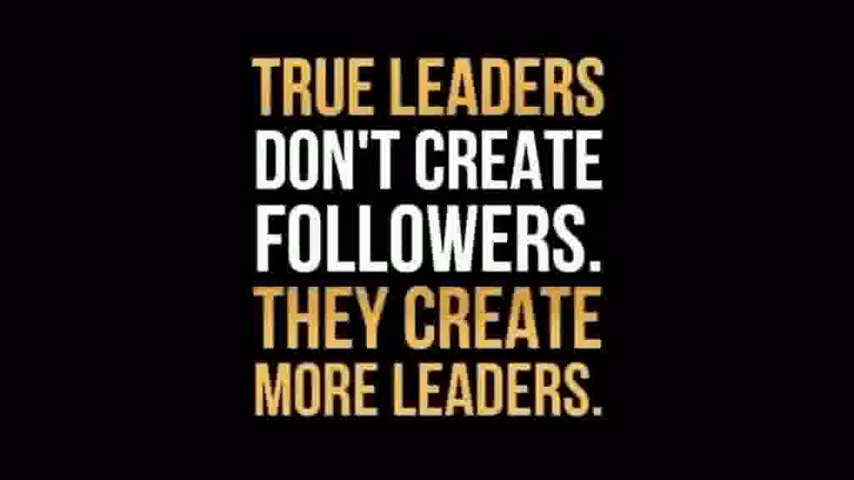 TRUE LEADERS
DON'T CREATE
FOLLOWERS.
THEY CREATE
MORE LEADERS.